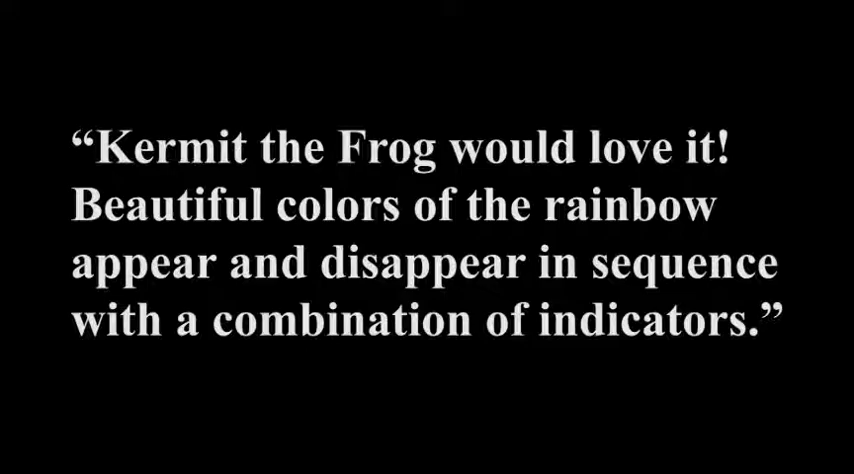 “Kermit the Frog would love it!
Beautiful colors of the rainbow
appear and disappear in sequence
with a combination of indicators.”